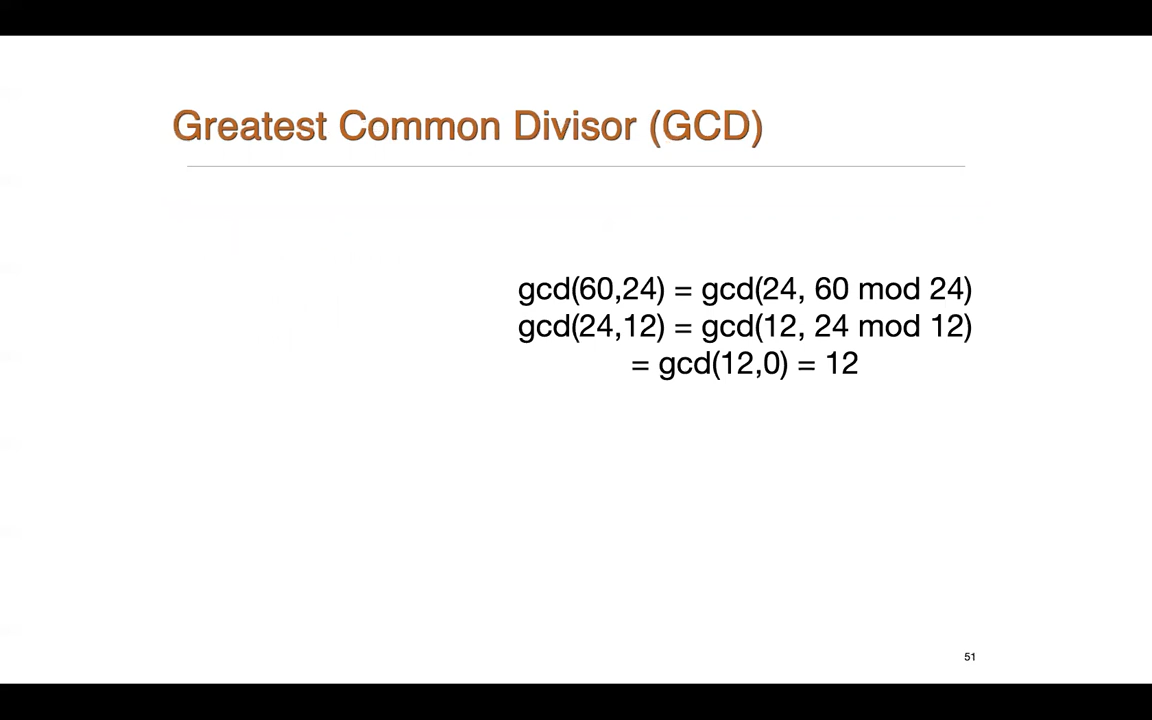 Greatest Common Divisor (GCD)
gcd(60,24) = gcd(24, 60 mod 24)
gcd(24,12) = gcd(12, 24 mod 12)
= gcd(12,0) = 12
51